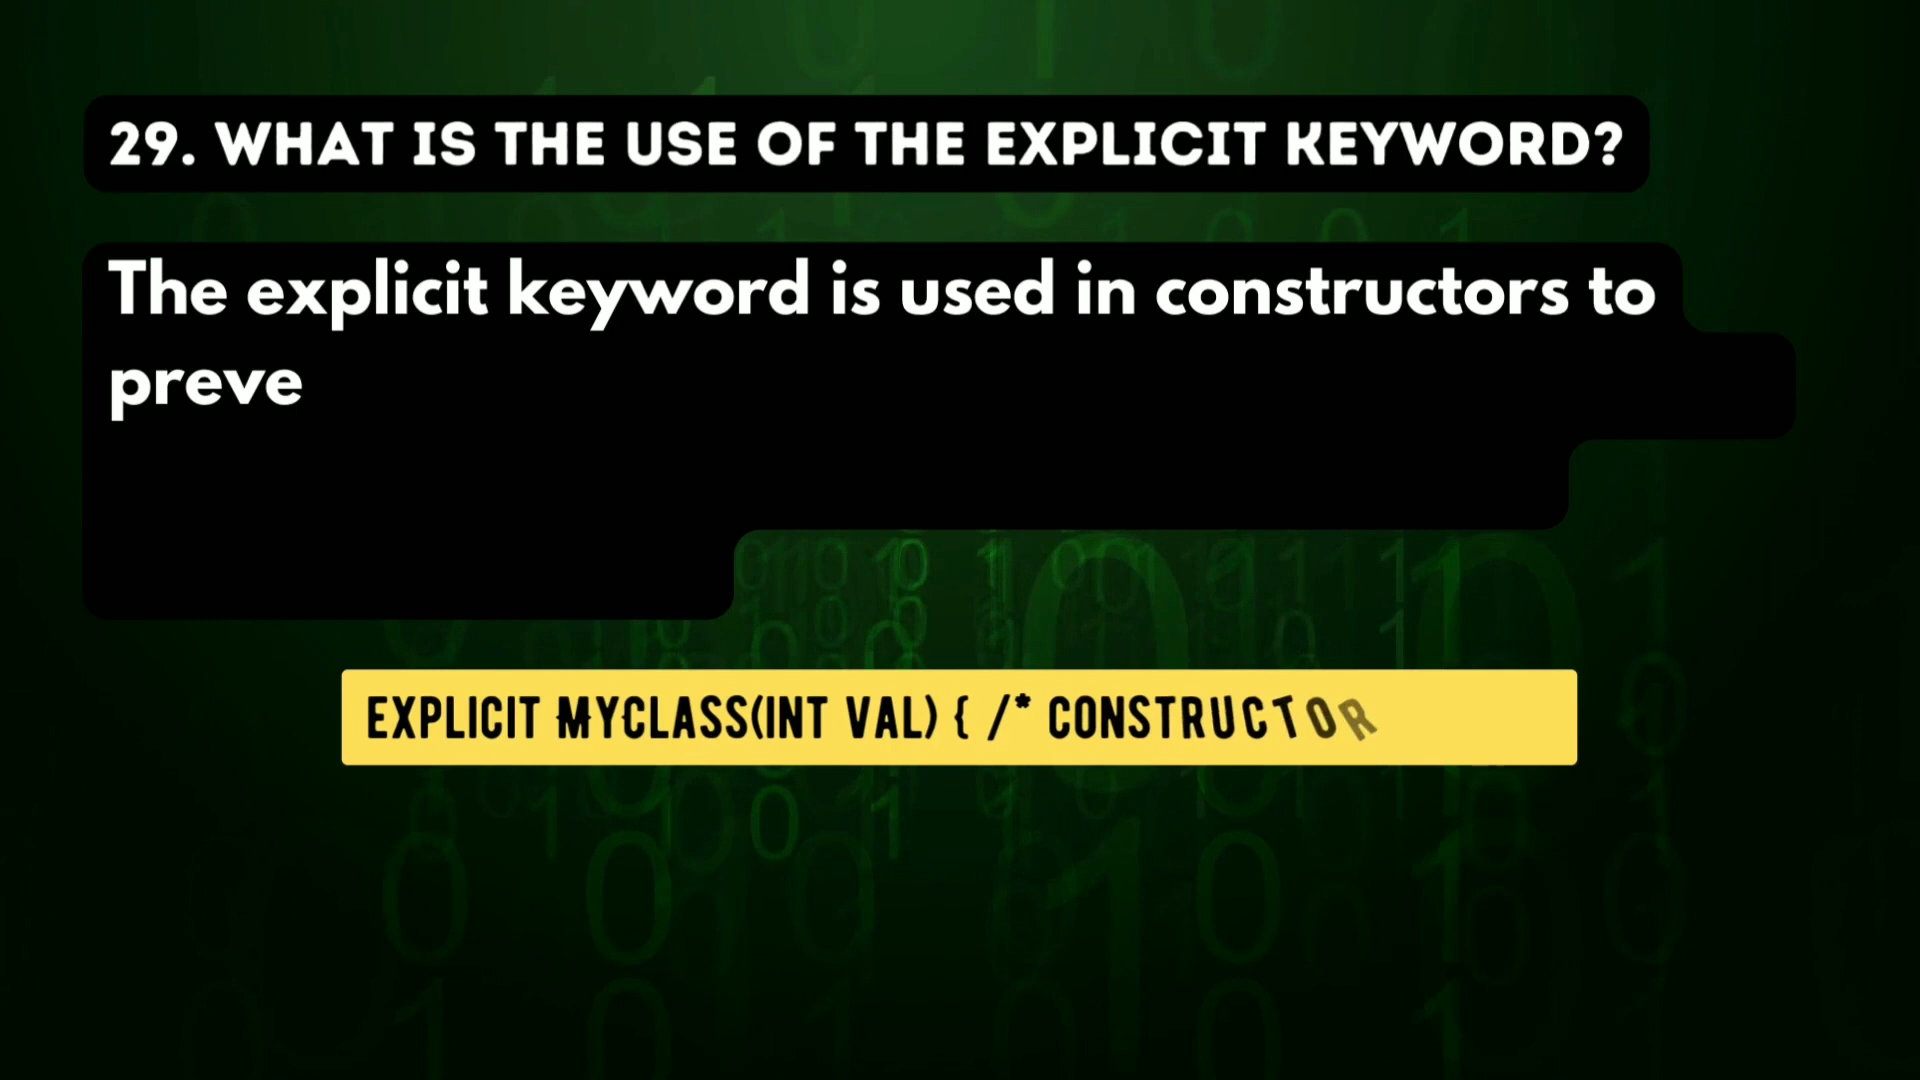 29. WHAT IS THE USE OF THE EXPLICIT KEYWORD?
The explicit keyword is used in constructors to
preve
EXPLICIT MYCLASS(INT VAL) { /* CONSTRUCTOR